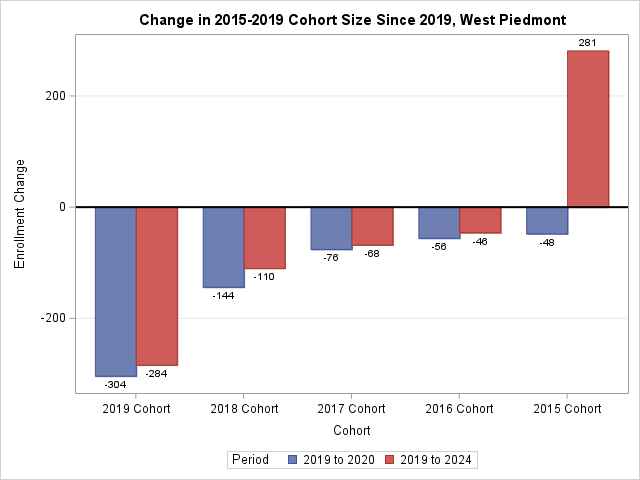 Change in 2015-2019 Cohort Size Since 2019, West Piedmont
281
200
0
-200
Enrollment Change
-304
-284
-144
-110
-76
-68
-56
-46
-48
2019 Cohort
2018 Cohort
2017 Cohort
2016 Cohort
2015 Cohort
Cohort
Period
2019 to 2020
2019 to 2024